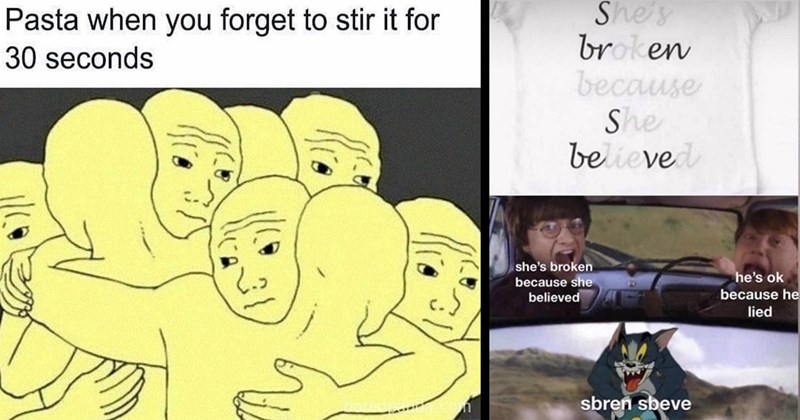 Pasta when you forget to stir it for
30 seconds
She's
broken
because
She
believed
she's broken
because she
believed
he's ok
because he
lied
sbren sbeve